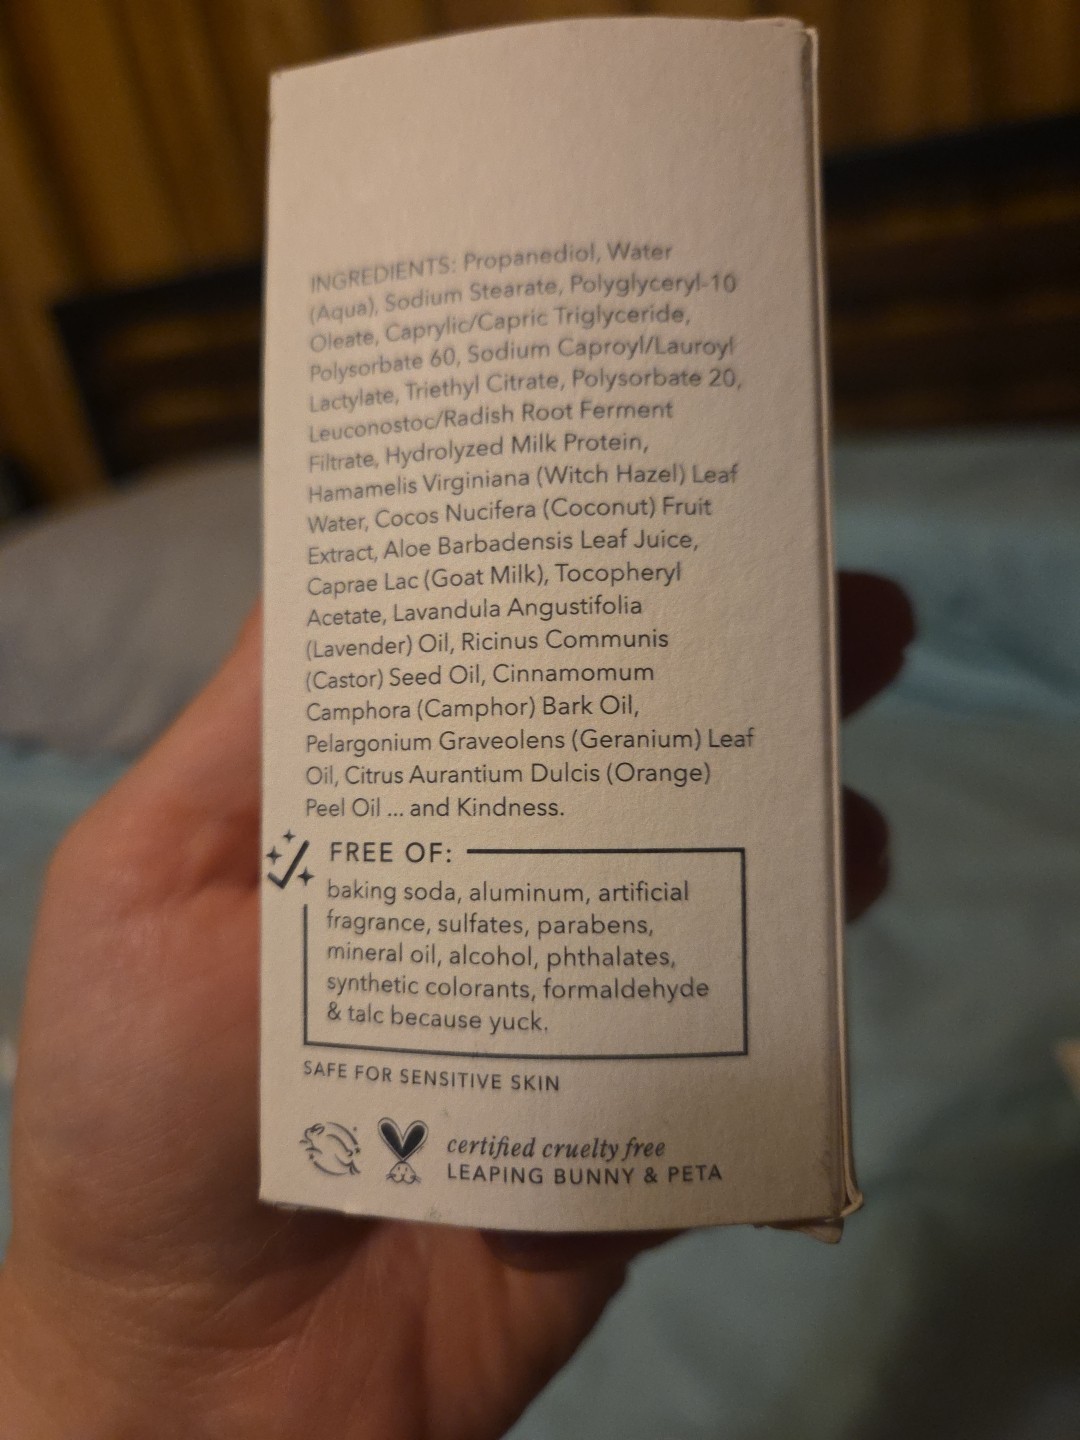 INGREDIENTS: Propanediol, Water
(Aqua), Sodium Stearate, Polyglyceryl-10
Oleate, Caprylic/Capric Triglyceride,
Polysorbate 60, Sodium Caproyl/Lauroyl
Lactylate, Triethyl Citrate, Polysorbate 20,
Leuconostoc/Radish Root Ferment
Filtrate, Hydrolyzed Milk Protein,
Hamamelis Virginiana (Witch Hazel) Leaf
Water, Cocos Nucifera (Coconut) Fruit
Extract, Aloe Barbadensis Leaf Juice,
Caprae Lac (Goat Milk), Tocopheryl
Acetate, Lavandula Angustifolia
(Lavender) Oil, Ricinus Communis
(Castor) Seed Oil, Cinnamomum
Camphora (Camphor) Bark Oil,
Pelargonium Graveolens (Geranium) Leaf
Oil, Citrus Aurantium Dulcis (Orange)
Peel Oil ... and Kindness.
FREE OF:
baking soda, aluminum, artificial
fragrance, sulfates, parabens,
mineral oil, alcohol, phthalates,
synthetic colorants, formaldehyde
& talc because yuck.
SAFE FOR SENSITIVE SKIN
certified cruelty free
LEAPING BUNNY & PETA